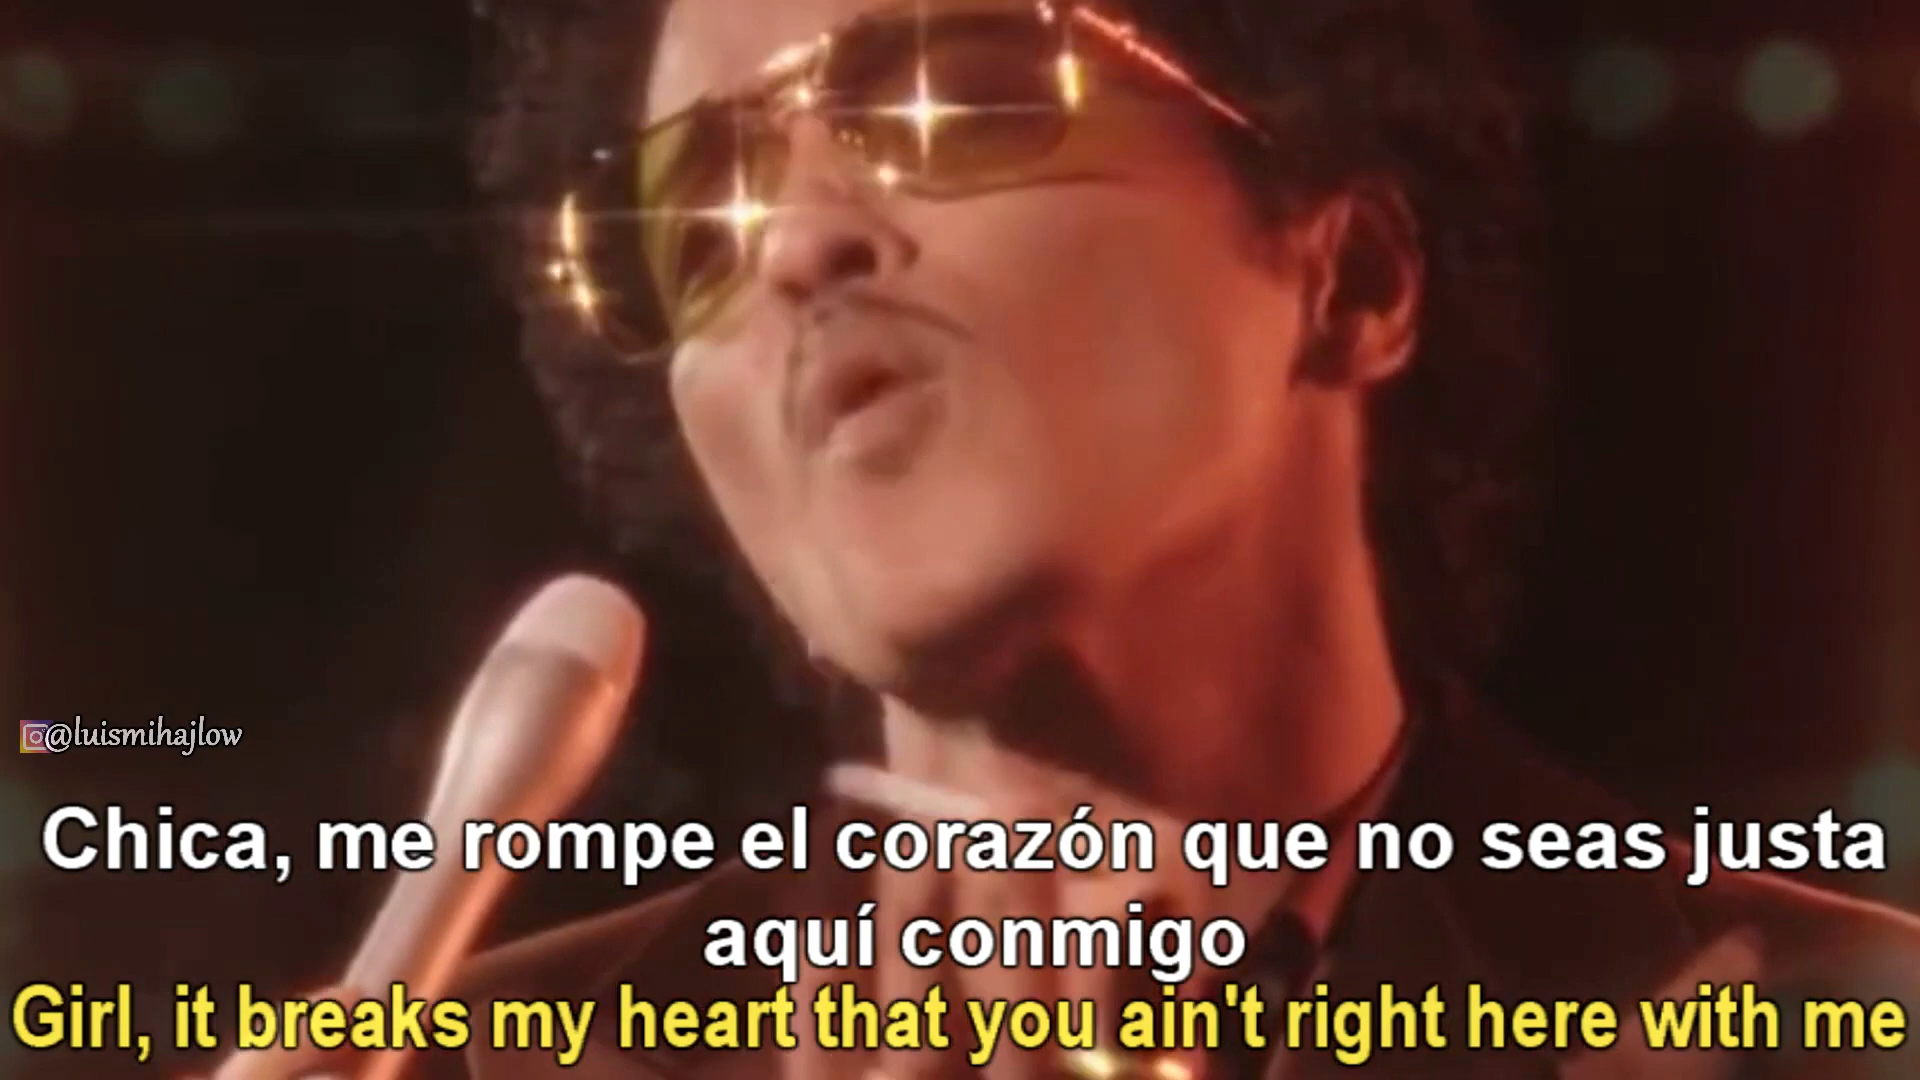 @luismihajlow
Chica, me rompe el corazón que no seas justa
aquí conmigo
Girl, it breaks my heart that you ain't right here with me